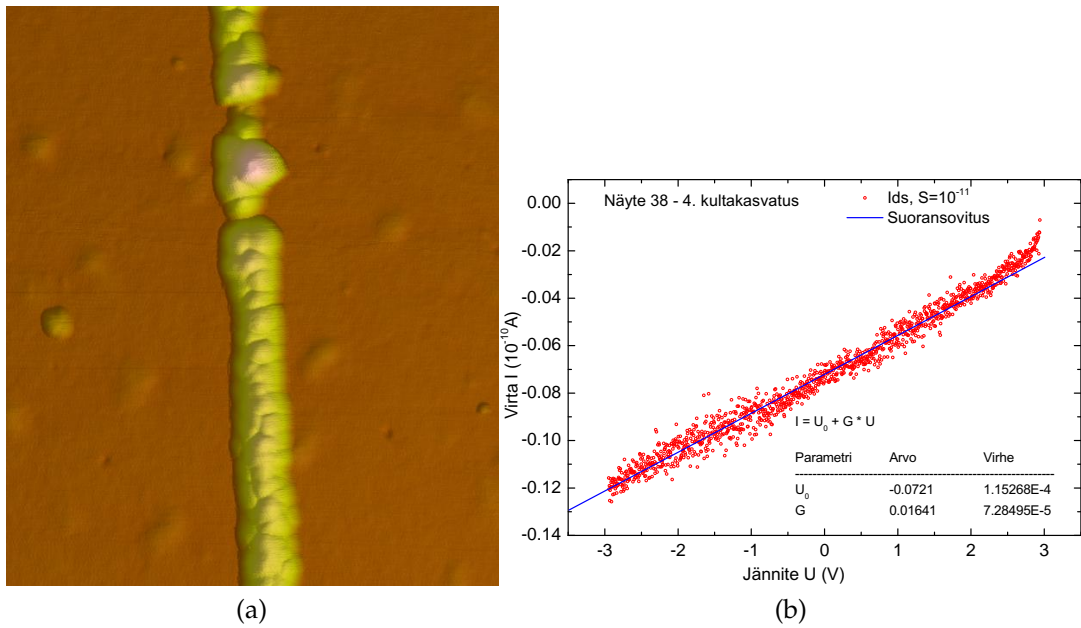 Näyte 38 - 4. kultakasvatus
Ids, S=10⁻¹¹
Suoransovitus
0.00
-0.02
-0.04
-0.06
-0.08
-0.10
-0.12
-0.14
Virta I (10⁻¹⁰A)
I = U₀ + G * U
Parametri Arvo Virhe
U₀ -0.0721 1.15268E-4
G 0.01641 7.28495E-5
-3 -2 -1 0 1 2 3
Jännite U (V)
(a) (b)